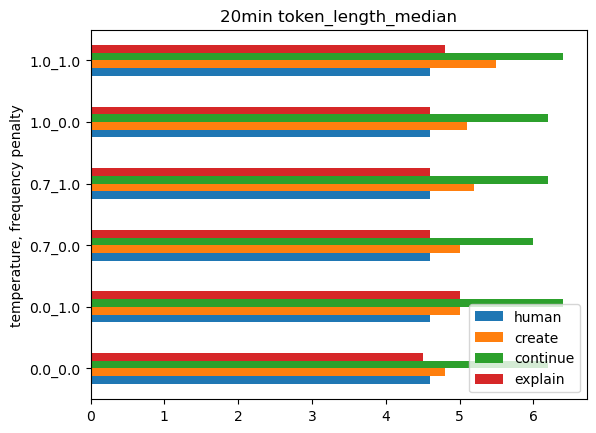 20min token_length_median
temperature, frequency penalty
1.0_1.0
1.0_0.0
0.7_1.0
0.7_0.0
0.0_1.0
0.0_0.0
human
create
continue
explain
0 1 2 3 4 5 6